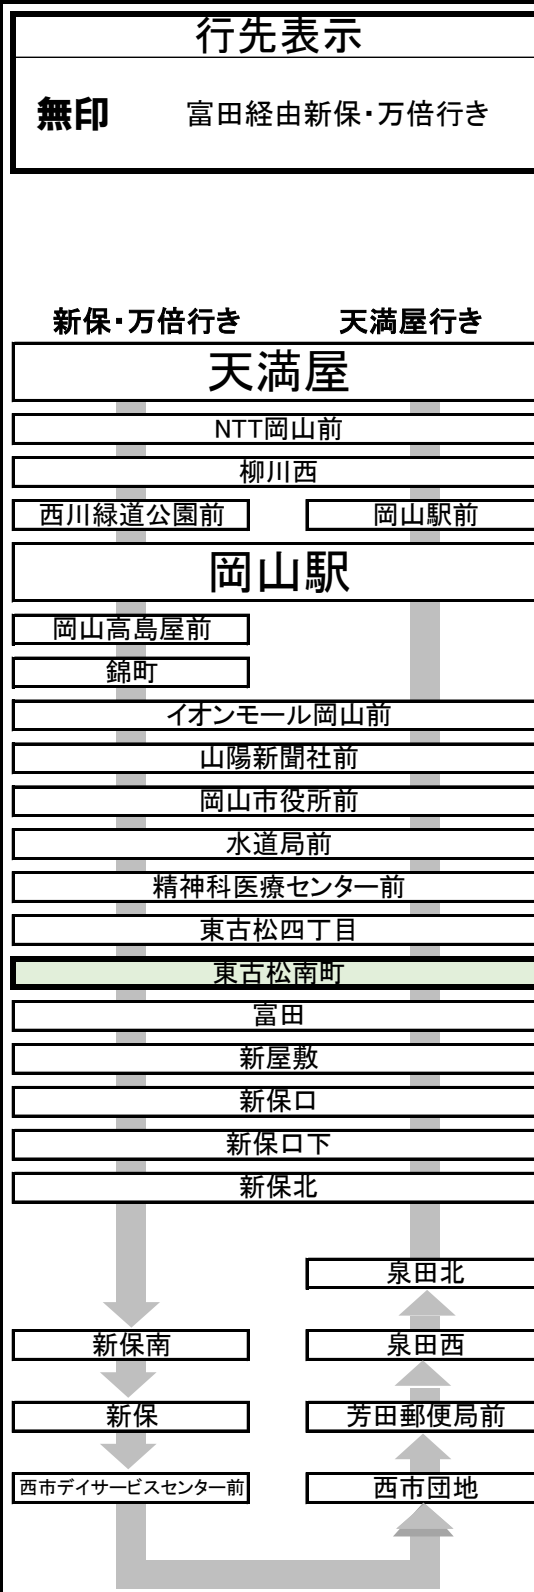 行先表示
無印 富田経由新保・万倍行き
新保・万倍行き 天満屋行き
天満屋
NTT岡山前
柳川西
西川緑道公園前 岡山駅前
岡山駅
岡山高島屋前
錦町
イオンモール岡山前
山陽新聞社前
岡山市役所前
水道局前
精神科医療センター前
東古松四丁目
東古松南町
富田
新屋敷
新保口
新保口下
新保北
泉田北
新保南 泉田西
新保 芳田郵便局前
西市デイサービスセンター前 西市団地